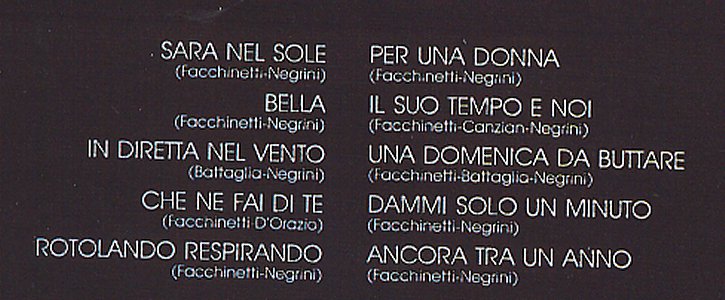 SARA NEL SOLE
(Facchinetti-Negrini)
BELLA
(Facchinetti-Negrini)
IN DIRETTA NEL VENTO
(Battaglia-Negrini)
CHE NE FAI DI TE
(Facchinetti-D'Orazio)
ROTOLANDO RESPIRANDO
(Facchinetti-Negrini)
PER UNA DONNA
(Facchinetti-Negrini)
IL SUO TEMPO E NOI
(Facchinetti-Canzian-Negrini)
UNA DOMENICA DA BUTTARE
(Facchinetti-Battaglia-Negrini)
DAMMI SOLO UN MINUTO
(Facchinetti-Negrini)
ANCORA TRA UN ANNO
(Facchinetti-Negrini)